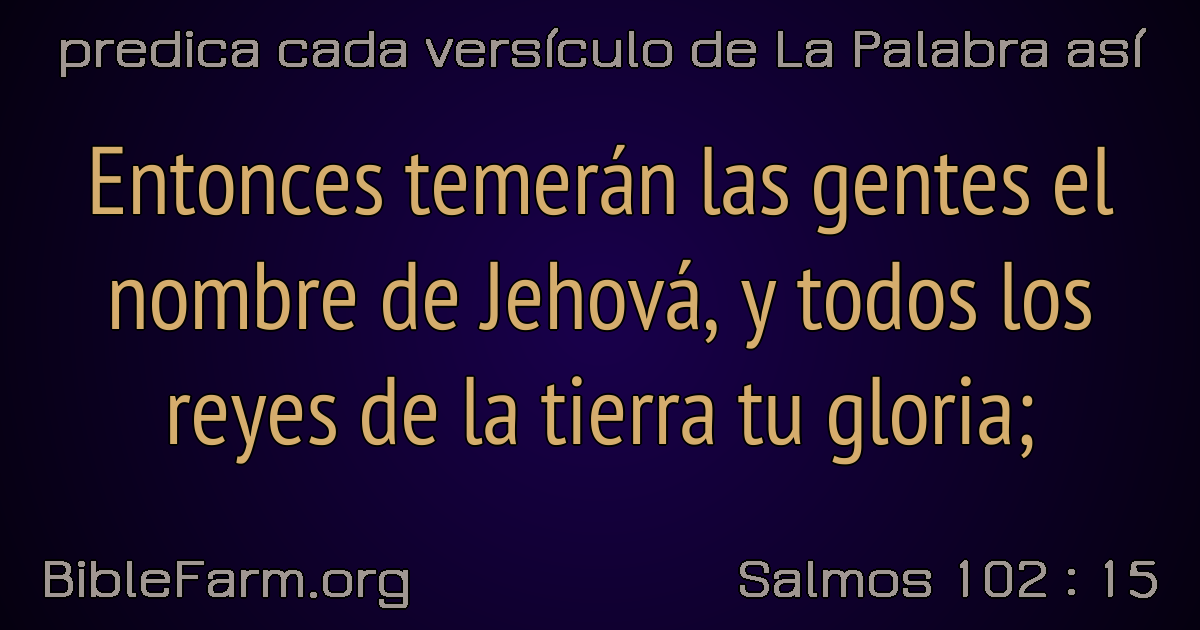 predica cada versículo de La Palabra así
Entonces temerán las gentes el
nombre de Jehová, y todos los
reyes de la tierra tu gloria;
BibleFarm.org
Salmos 102 : 15